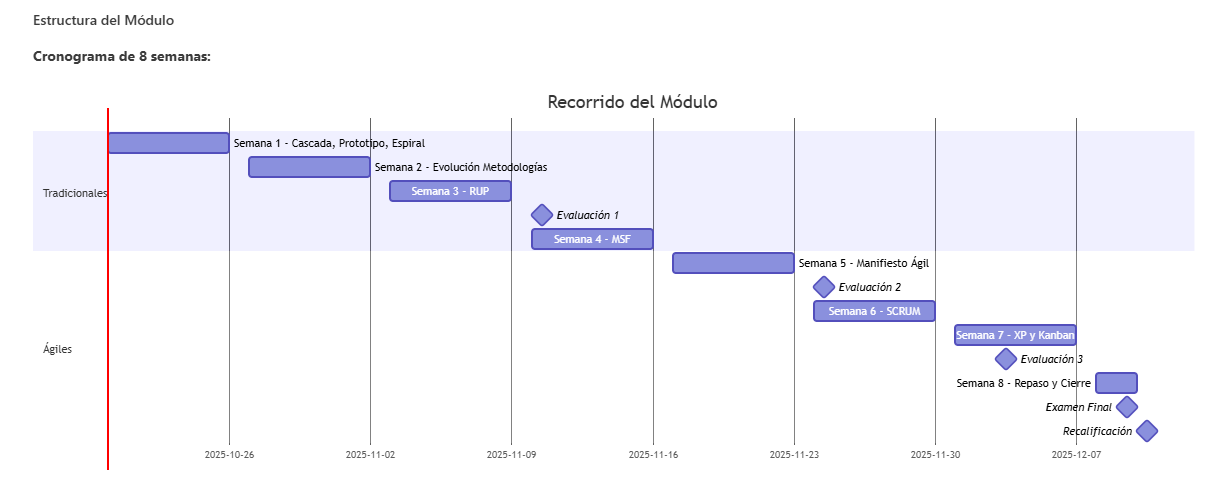 Estructura del Módulo
Cronograma de 8 semanas:
Recorrido del Módulo
Tradicionales
Semana 1 - Cascada, Prototipo, Espiral
Semana 2 - Evolución Metodologías
Semana 3 - RUP
Evaluación 1
Semana 4 - MSF
Ágiles
Semana 5 - Manifiesto Ágil
Evaluación 2
Semana 6 - SCRUM
Semana 7 - XP y Kanban
Evaluación 3
Semana 8 - Repaso y Cierre
Examen Final
Recalificación
2025-10-26
2025-11-02
2025-11-09
2025-11-16
2025-11-23
2025-11-30
2025-12-07